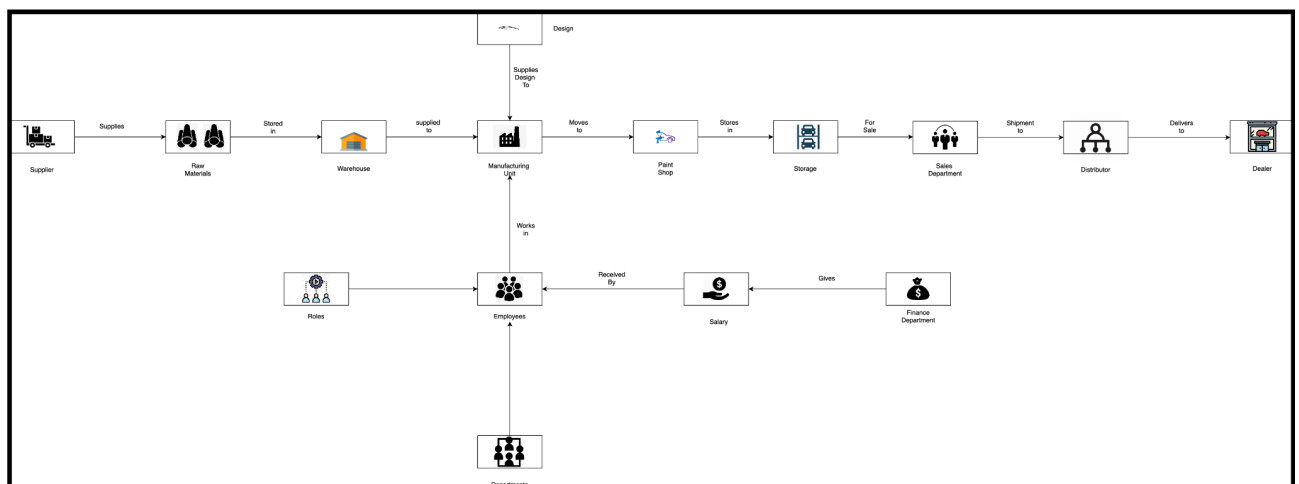 Design
Supplies
Design
To
Supplies
Stored
in
supplied
to
Moves
to
Stores
in
For
Sale
Shipment
to
Delivers
to
Supplier
Raw
Materials
Warehouse
Manufacturing
Unit
Paint
Shop
Storage
Sales
Department
Distributor
Dealer
Works
in
Received
By
Gives
Roles
Employees
Salary
Finance
Department